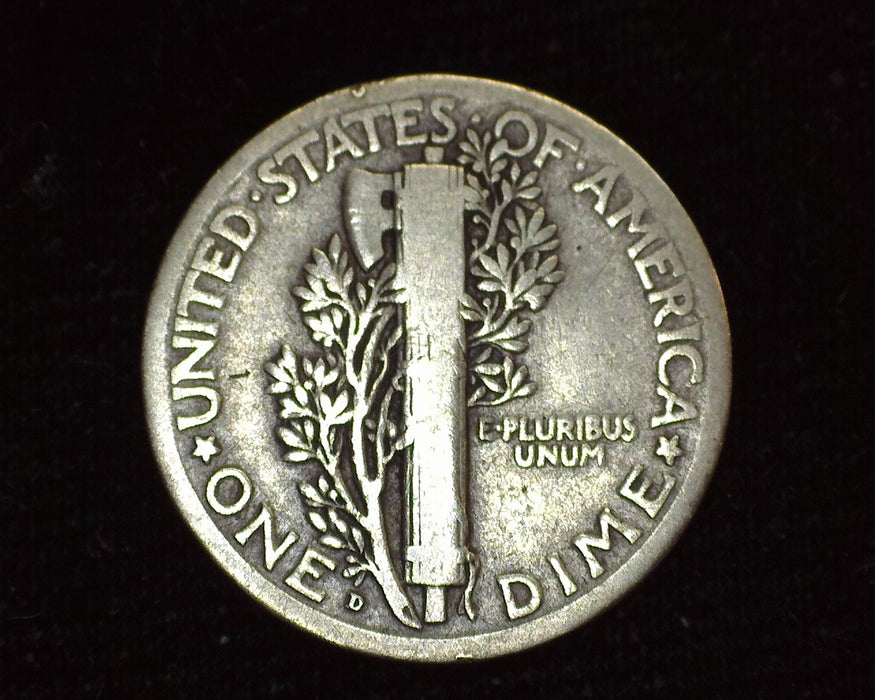 UNITED·STATES·OF·AMERICA
E·PLURIBUS
UNUM
★ONE
D
DIME★